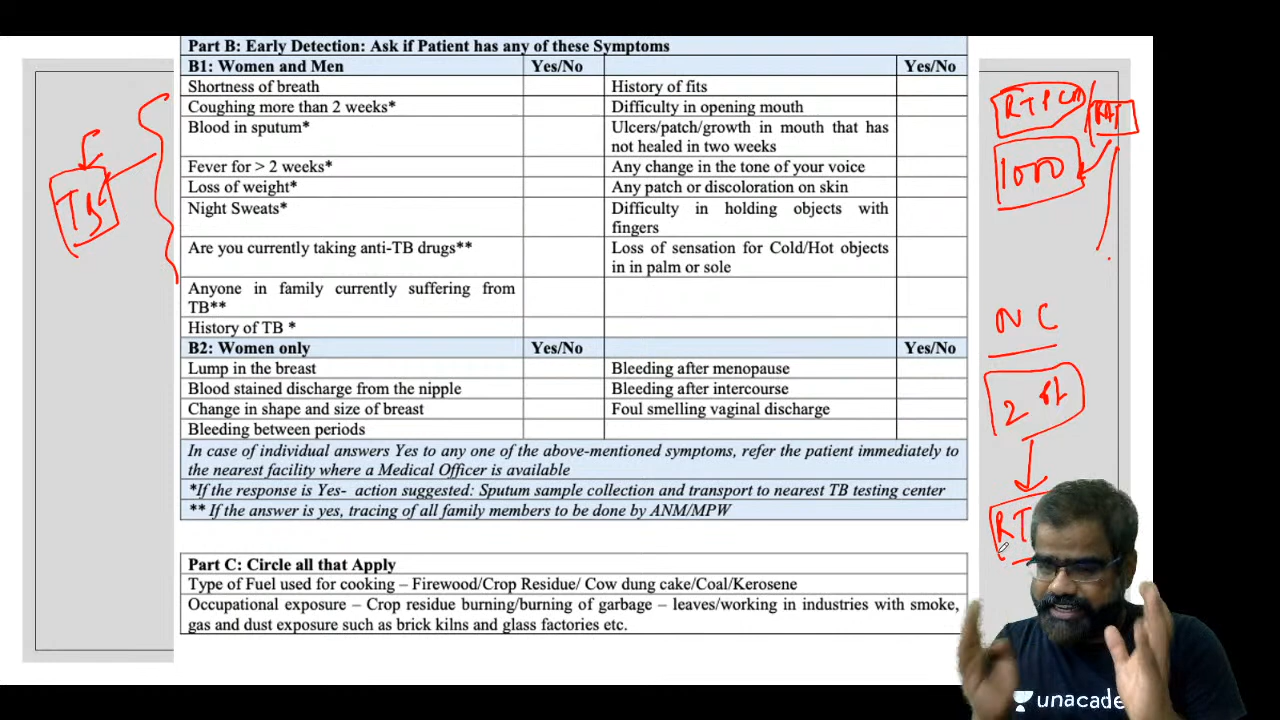 Part B: Early Detection: Ask if Patient has any of these Symptoms
B1: Women and Men Yes/No Yes/No
Shortness of breath History of fits
Coughing more than 2 weeks* Difficulty in opening mouth
Blood in sputum* Ulcers/patch/growth in mouth that has
not healed in two weeks
Fever for > 2 weeks* Any change in the tone of your voice
Loss of weight* Any patch or discoloration on skin
Night Sweats* Difficulty in holding objects with
fingers
Are you currently taking anti-TB drugs** Loss of sensation for Cold/Hot objects
in in palm or sole
Anyone in family currently suffering from
TB**
History of TB *
B2: Women only Yes/No Yes/No
Lump in the breast Bleeding after menopause
Blood stained discharge from the nipple Bleeding after intercourse
Change in shape and size of breast Foul smelling vaginal discharge
Bleeding between periods
In case of individual answers Yes to any one of the above-mentioned symptoms, refer the patient immediately to
the nearest facility where a Medical Officer is available
*If the response is Yes- action suggested: Sputum sample collection and transport to nearest TB testing center
** If the answer is yes, tracing of all family members to be done by ANM/MPW
Part C: Circle all that Apply
Type of Fuel used for cooking – Firewood/Crop Residue/ Cow dung cake/Coal/Kerosene
Occupational exposure – Crop residue burning/burning of garbage – leaves/working in industries with smoke,
gas and dust exposure such as brick kilns and glass factories etc.
TB
RTPCR
RAT
1000
NC
2
RT
unacade